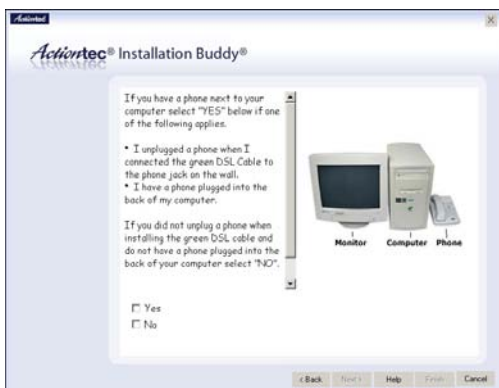 Actiontec
Actiontec® Installation Buddy®
If you have a phone next to your
computer select "YES" below if one
of the following applies.
• I unplugged a phone when I
connected the green DSL Cable to
the phone jack on the wall.
• I have a phone plugged into the
back of my computer.
If you did not unplug a phone when
installing the green DSL cable and
do not have a phone plugged into the
back of your computer select "NO".
Monitor Computer Phone
Yes
No
< Back Next > Help Finish Cancel